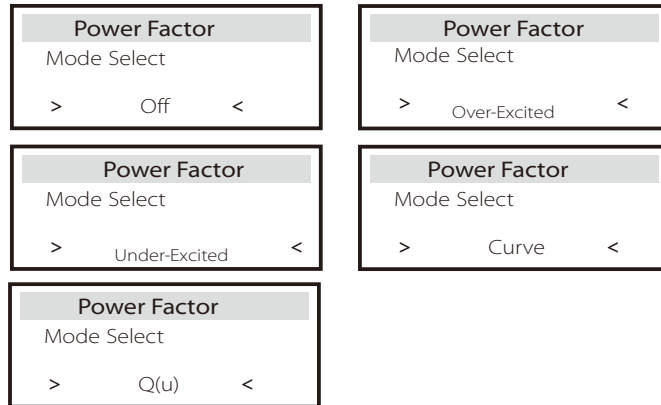 Power Factor
Mode Select
> Off <
Power Factor
Mode Select
> Over-Excited <
Power Factor
Mode Select
> Under-Excited <
Power Factor
Mode Select
> Curve <
Power Factor
Mode Select
> Q(u) <